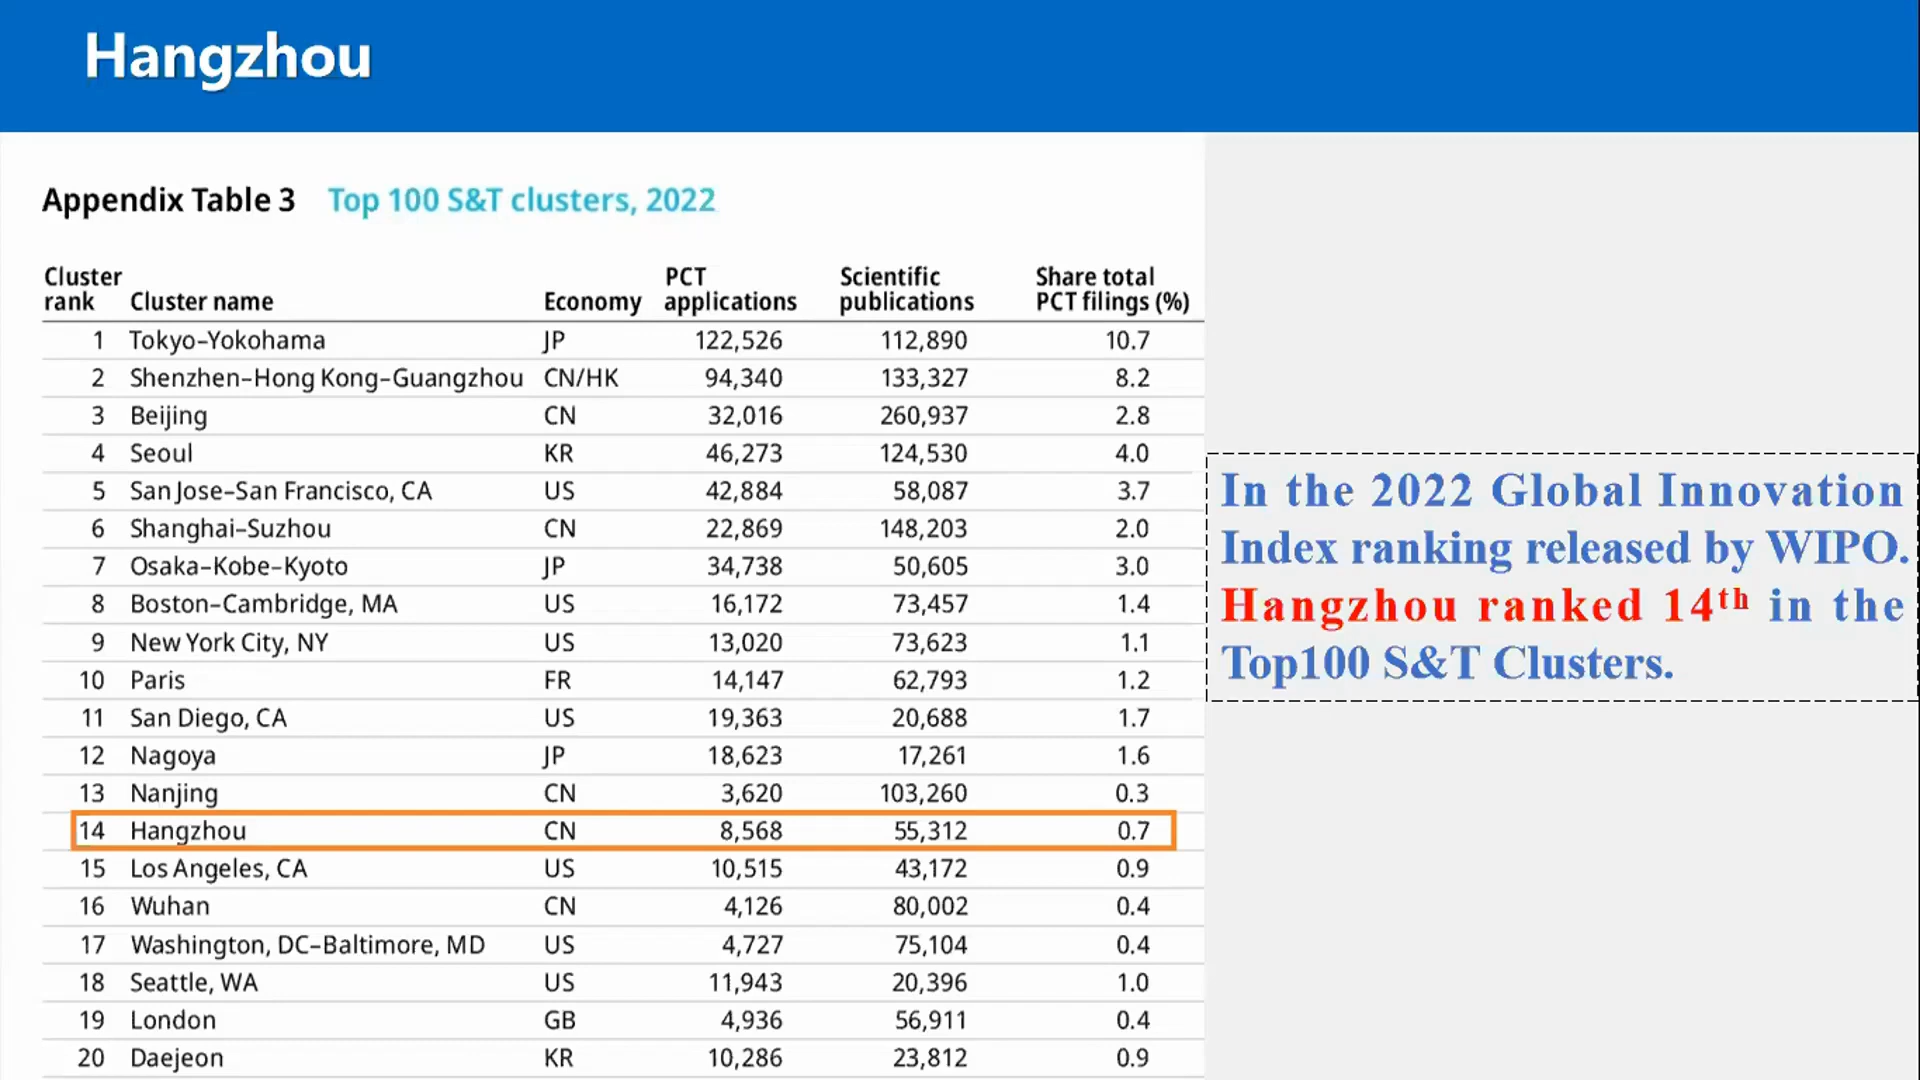 Hangzhou
Appendix Table 3 Top 100 S&T clusters, 2022
Cluster rank Cluster name Economy PCT applications Scientific publications Share total PCT filings (%)
1 Tokyo–Yokohama JP 122,526 112,890 10.7
2 Shenzhen–Hong Kong–Guangzhou CN/HK 94,340 133,327 8.2
3 Beijing CN 32,016 260,937 2.8
4 Seoul KR 46,273 124,530 4.0
5 San Jose–San Francisco, CA US 42,884 58,087 3.7
6 Shanghai–Suzhou CN 22,869 148,203 2.0
7 Osaka–Kobe–Kyoto JP 34,738 50,605 3.0
8 Boston–Cambridge, MA US 16,172 73,457 1.4
9 New York City, NY US 13,020 73,623 1.1
10 Paris FR 14,147 62,793 1.2
11 San Diego, CA US 19,363 20,688 1.7
12 Nagoya JP 18,623 17,261 1.6
13 Nanjing CN 3,620 103,260 0.3
14 Hangzhou CN 8,568 55,312 0.7
15 Los Angeles, CA US 10,515 43,172 0.9
16 Wuhan CN 4,126 80,002 0.4
17 Washington, DC–Baltimore, MD US 4,727 75,104 0.4
18 Seattle, WA US 11,943 20,396 1.0
19 London GB 4,936 56,911 0.4
20 Daejeon KR 10,286 23,812 0.9
In the 2022 Global Innovation
Index ranking released by WIPO.
Hangzhou ranked 14th in the
Top100 S&T Clusters.